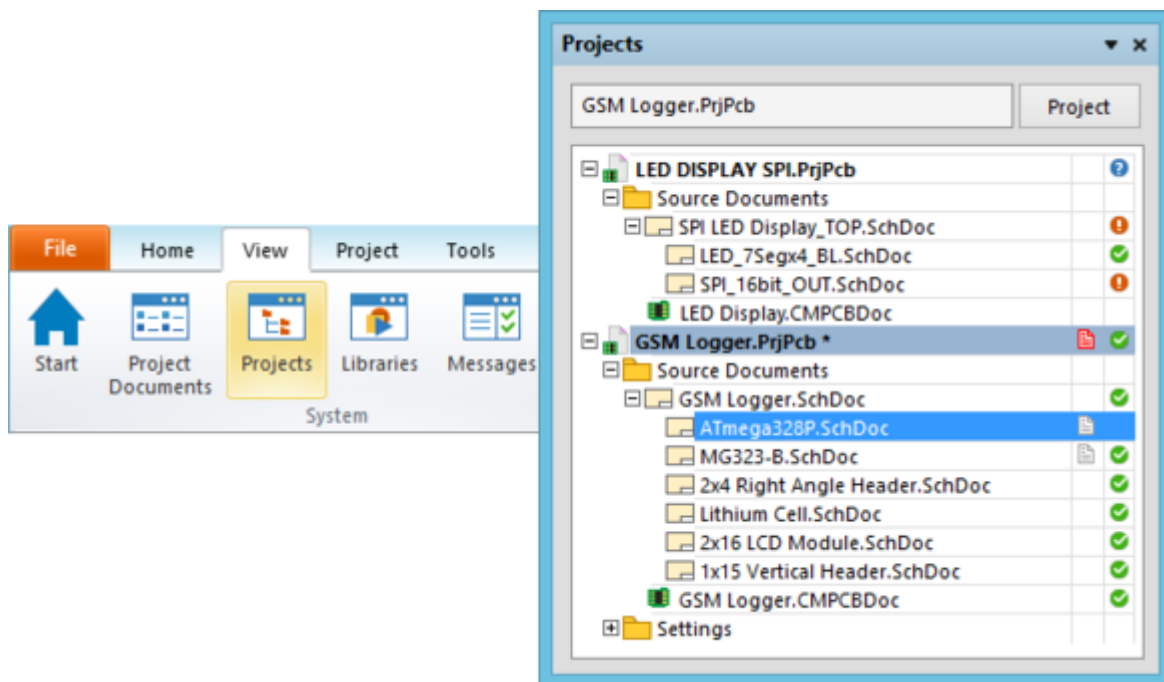 File Home View Project Tools
Start Project Documents Projects Libraries Messages
System
Projects
GSM Logger.PrjPcb Project
LED DISPLAY SPI.PrjPcb
Source Documents
SPI LED Display_TOP.SchDoc
LED_7Segx4_BL.SchDoc
SPI_16bit_OUT.SchDoc
LED Display.CMPCBDoc
GSM Logger.PrjPcb *
Source Documents
GSM Logger.SchDoc
ATmega328P.SchDoc
MG323-B.SchDoc
2x4 Right Angle Header.SchDoc
Lithium Cell.SchDoc
2x16 LCD Module.SchDoc
1x15 Vertical Header.SchDoc
GSM Logger.CMPCBDoc
Settings